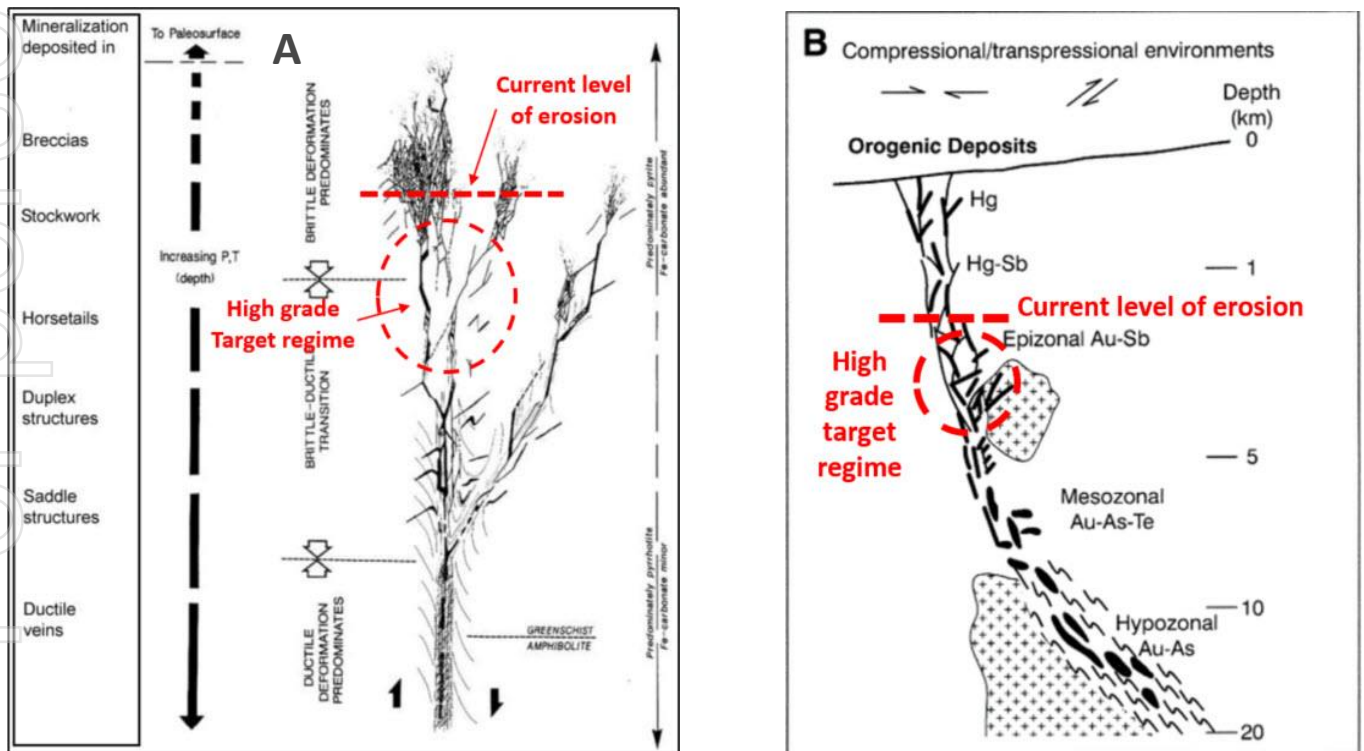 Mineralization
deposited in
To Paleosurface
A
Current level
of erosion
Breccias
Stockwork
Increasing P,T
(depth)
Horsetails
High grade
Target regime
Duplex
structures
Saddle
structures
Ductile
veins
BRITTLE DEFORMATION
PREDOMINATES
BRITTLE-DUCTILE
TRANSITION
DUCTILE
DEFORMATION
PREDOMINATES
GREENSCHIST
AMPHIBOLITE
Predominately pyrite
Fe-carbonate abundant
Predominately pyrrhotite
Fe-carbonate minor
B
Compressional/transpressional environments
Depth
(km)
0
Orogenic Deposits
Hg
Hg-Sb
1
Current level of erosion
Epizonal Au-Sb
High
grade
target
regime
5
Mesozonal
Au-As-Te
10
Hypozonal
Au-As
20